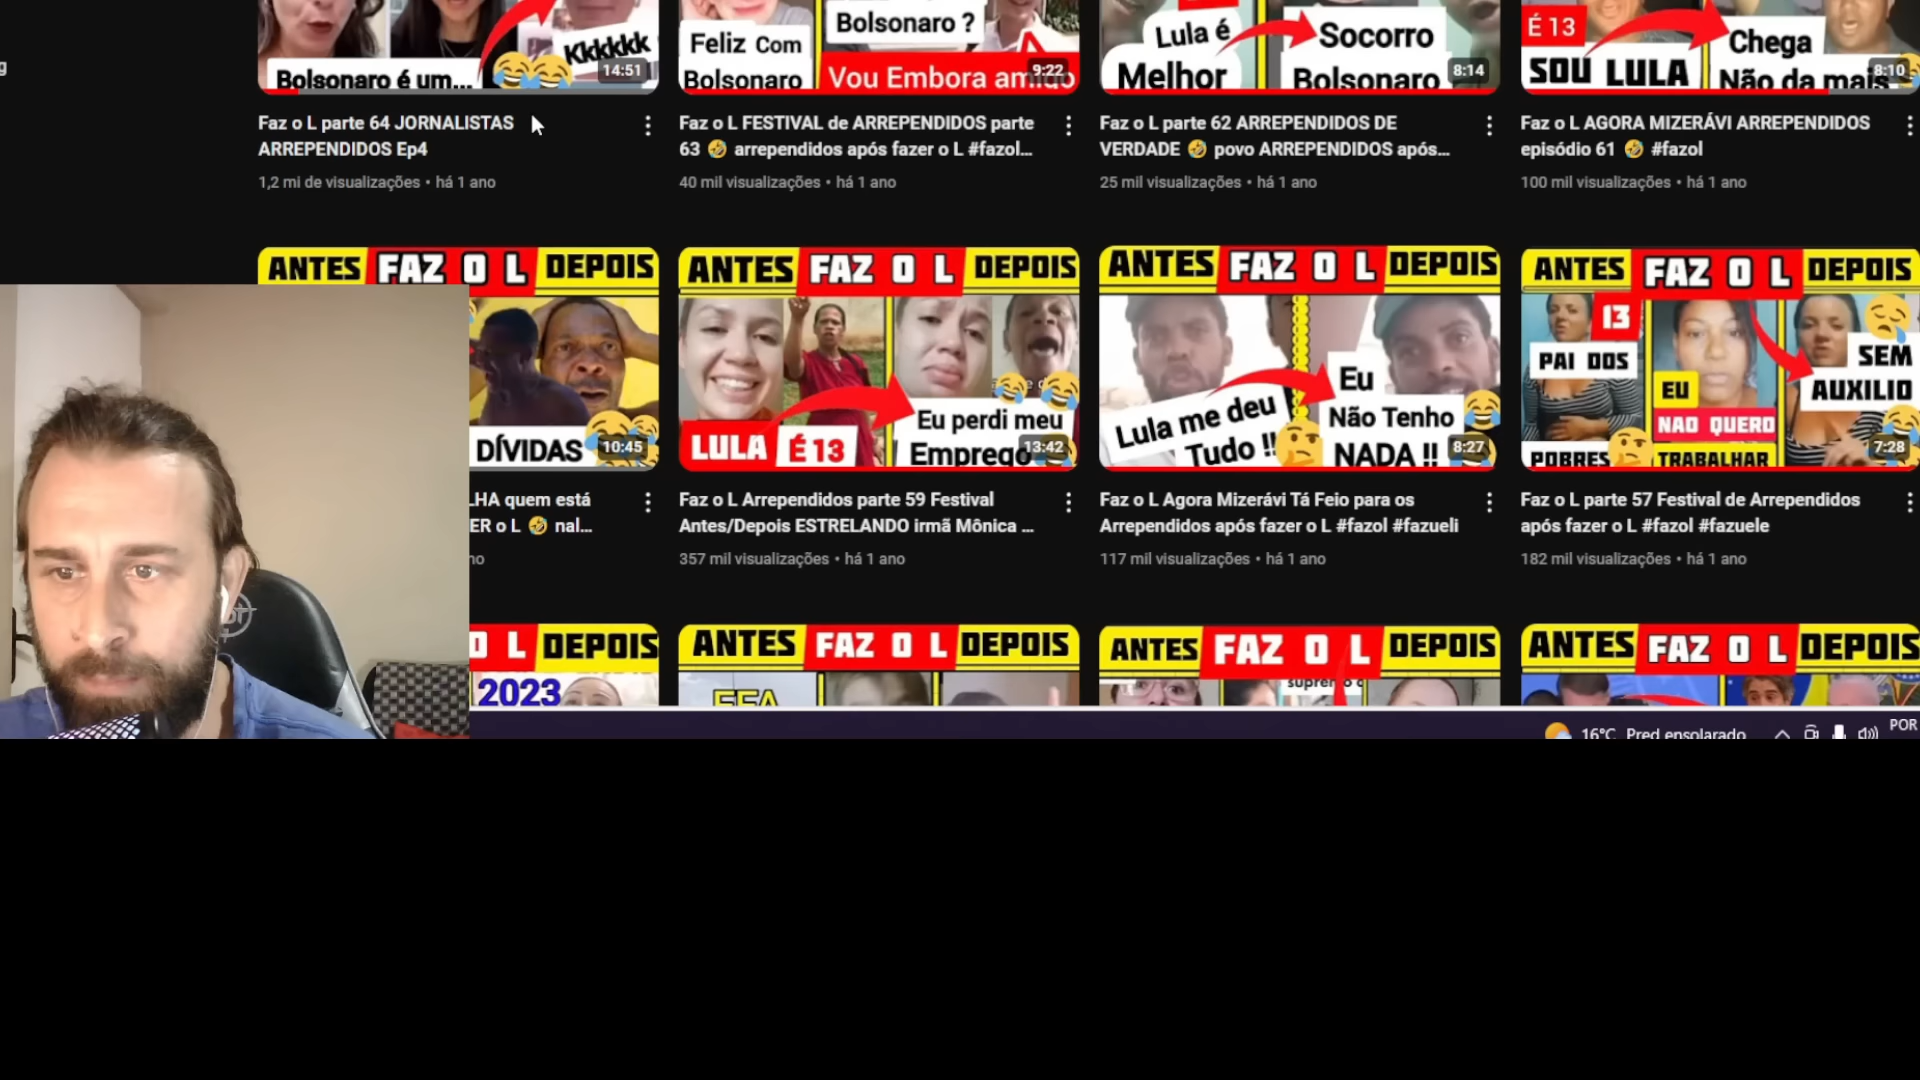 g
Bolsonaro é um...
Kkkkkk
14:51
Feliz Com
Bolsonaro
Bolsonaro ?
Vou Embora amigo
9:22
Lula é
Melhor
Socorro
Bolsonaro
8:14
É 13
SOU LULA
Chega
Não da mais
8:10
Faz o L parte 64 JORNALISTAS
ARREPENDIDOS Ep4
1,2 mi de visualizações • há 1 ano
Faz o L FESTIVAL de ARREPENDIDOS parte
63 🤣 arrependidos após fazer o L #fazol...
40 mil visualizações • há 1 ano
Faz o L parte 62 ARREPENDIDOS DE
VERDADE 🤣 povo ARREPENDIDOS após...
25 mil visualizações • há 1 ano
Faz o L AGORA MIZERÁVI ARREPENDIDOS
episódio 61 🤣 #fazol
100 mil visualizações • há 1 ano
ANTES FAZ O L DEPOIS
DÍVIDAS
10:45
ANTES FAZ O L DEPOIS
LULA É 13
Eu perdi meu
Emprego
13:42
ANTES FAZ O L DEPOIS
Lula me deu
Tudo !!
Eu
Não Tenho
NADA !!
8:27
ANTES FAZ O L DEPOIS
13
PAI DOS
POBRES
EU
NAO QUERO
TRABALHAR
SEM
AUXILIO
7:28
LHA quem está
ER o L 🤣 nal...
no
Faz o L Arrependidos parte 59 Festival
Antes/Depois ESTRELANDO irmã Mônica ...
357 mil visualizações • há 1 ano
Faz o L Agora Mizerávi Tá Feio para os
Arrependidos após fazer o L #fazol #fazueli
117 mil visualizações • há 1 ano
Faz o L parte 57 Festival de Arrependidos
após fazer o L #fazol #fazuele
182 mil visualizações • há 1 ano
O L DEPOIS
2023
ANTES FAZ O L DEPOIS
ANTES FAZ O L DEPOIS
supremo
ANTES FAZ O L DEPOIS
16°C Pred ensolarado
POR